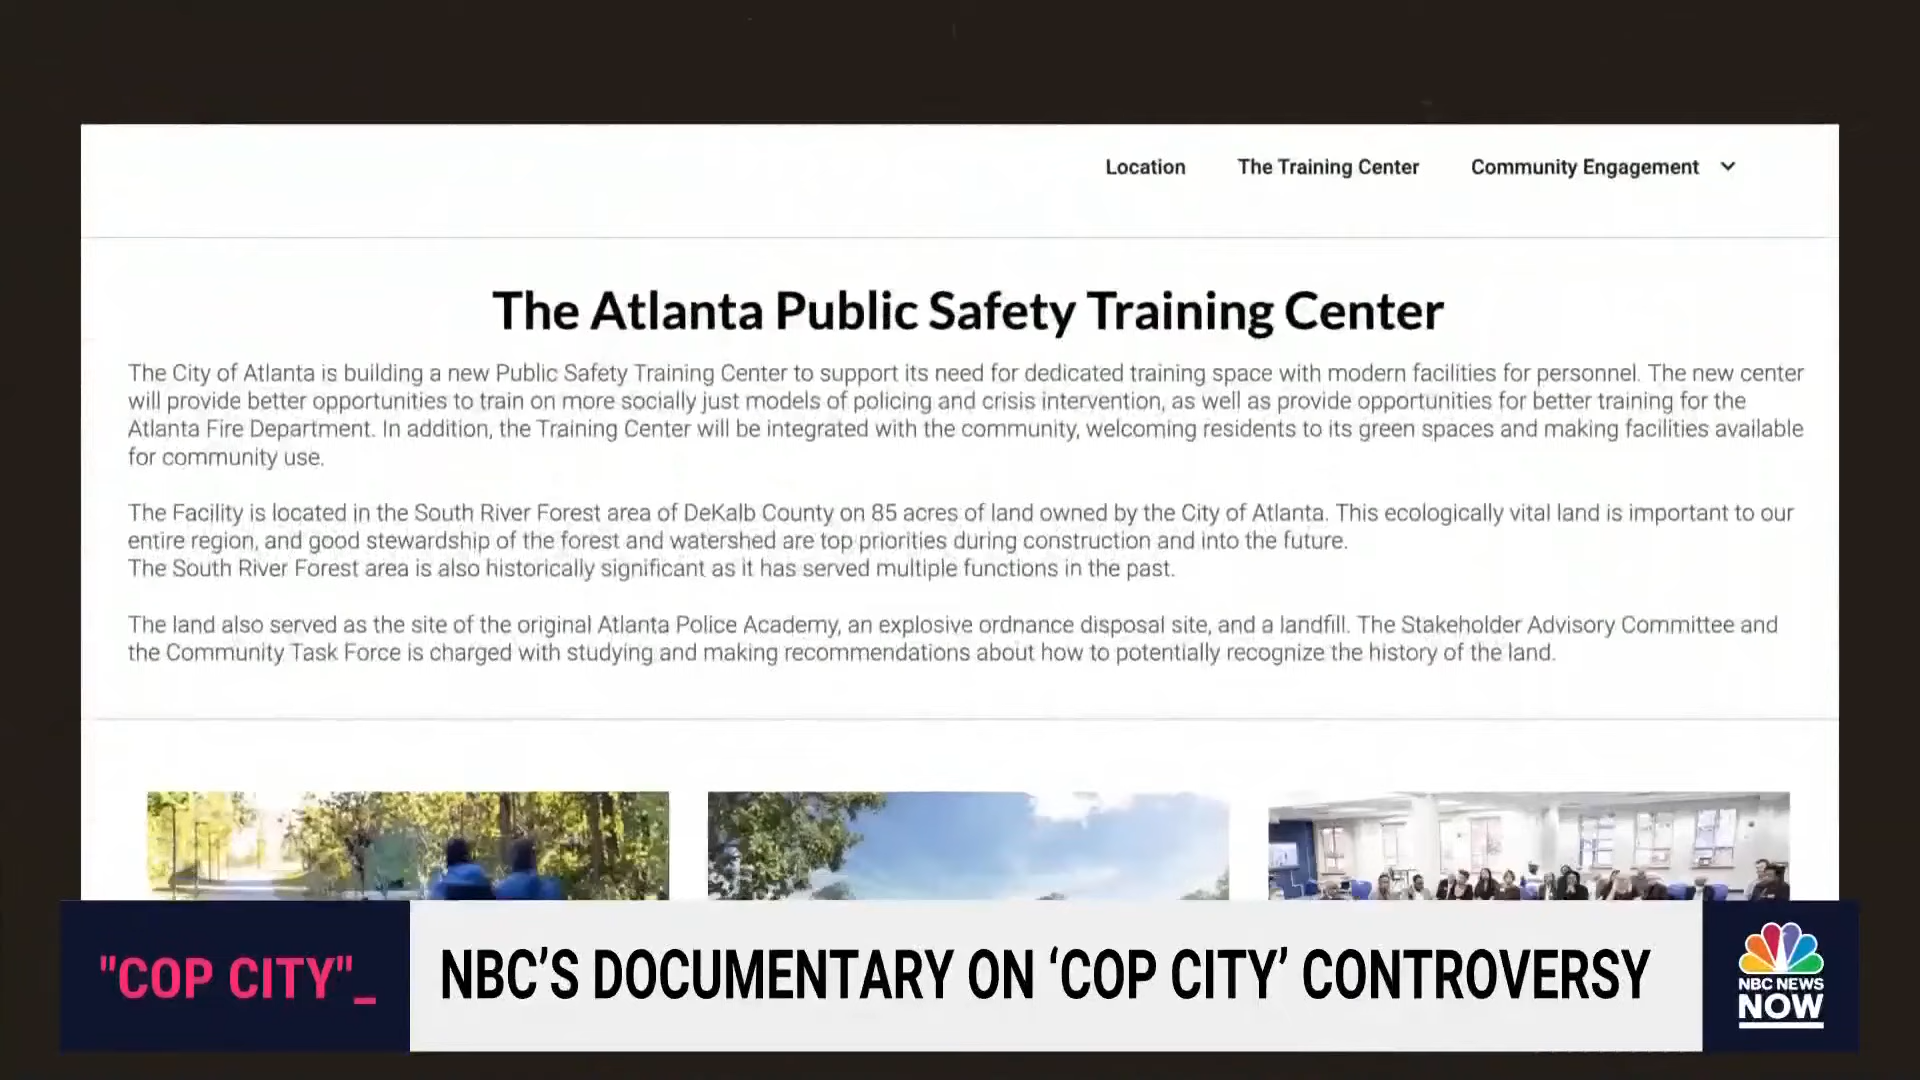 Location The Training Center Community Engagement
The Atlanta Public Safety Training Center
The City of Atlanta is building a new Public Safety Training Center to support its need for dedicated training space with modern facilities for personnel. The new center
will provide better opportunities to train on more socially just models of policing and crisis intervention, as well as provide opportunities for better training for the
Atlanta Fire Department. In addition, the Training Center will be integrated with the community, welcoming residents to its green spaces and making facilities available
for community use.
The Facility is located in the South River Forest area of DeKalb County on 85 acres of land owned by the City of Atlanta. This ecologically vital land is important to our
entire region, and good stewardship of the forest and watershed are top priorities during construction and into the future.
The South River Forest area is also historically significant as it has served multiple functions in the past.
The land also served as the site of the original Atlanta Police Academy, an explosive ordnance disposal site, and a landfill. The Stakeholder Advisory Committee and
the Community Task Force is charged with studying and making recommendations about how to potentially recognize the history of the land.
"COP CITY"_
NBC’S DOCUMENTARY ON ‘COP CITY’ CONTROVERSY
NBC NEWS
NOW